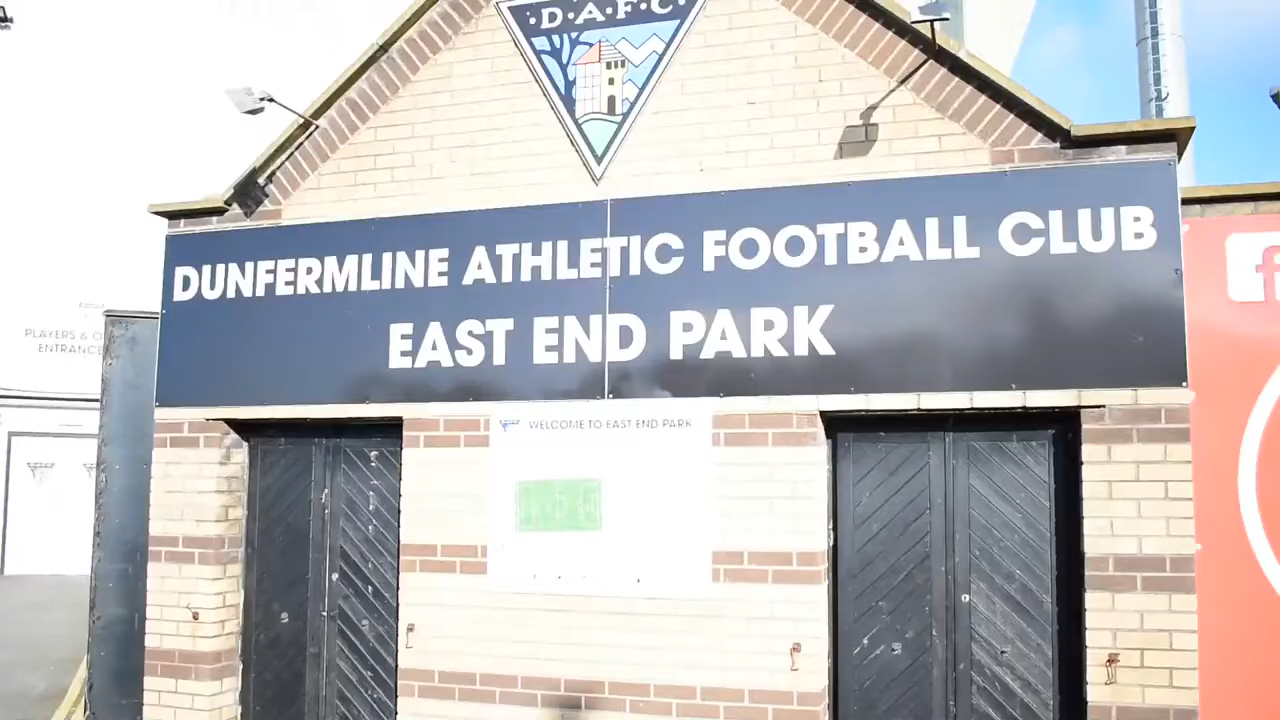 ·D·A·F·C·
DUNFERMLINE ATHLETIC FOOTBALL CLUB
EAST END PARK
PLAYERS & O
ENTRANCE
WELCOME TO EAST END PARK
f